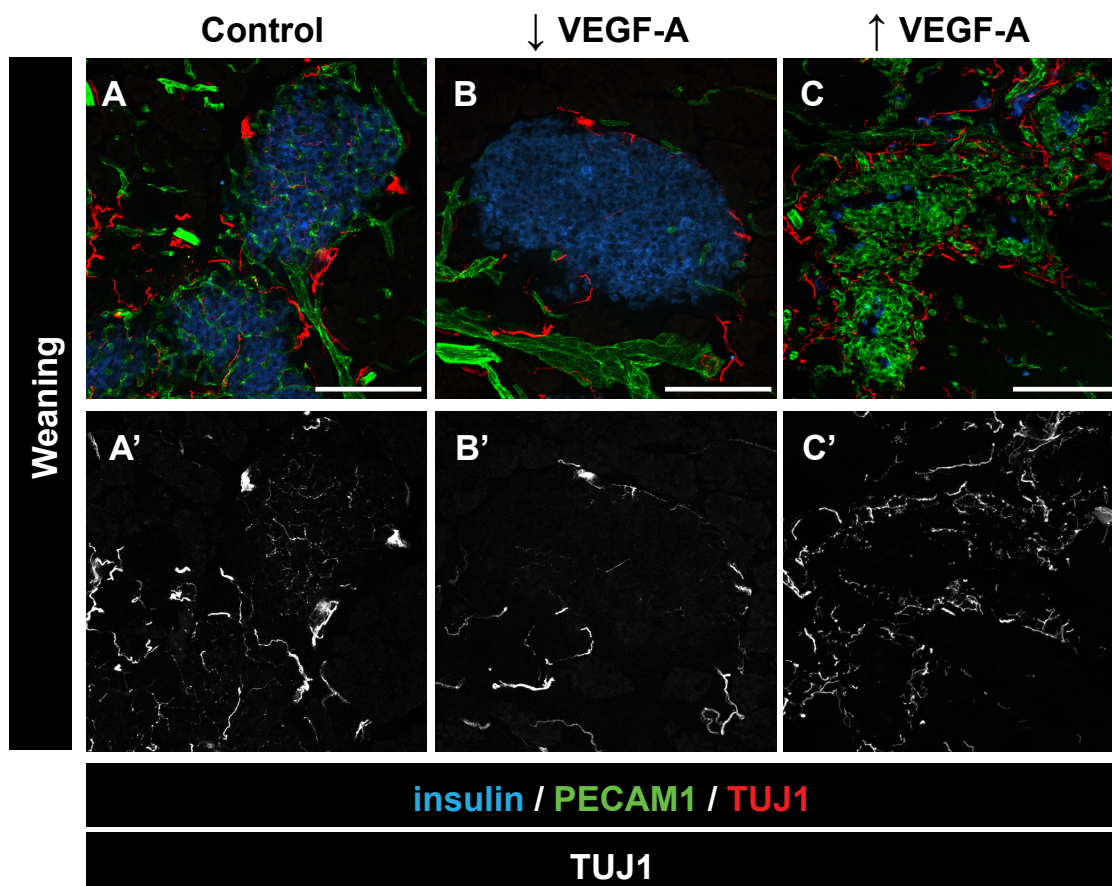 Control
↓ VEGF-A
↑ VEGF-A
Weaning
A
B
C
A’
B’
C’
insulin / PECAM1 / TUJ1
TUJ1